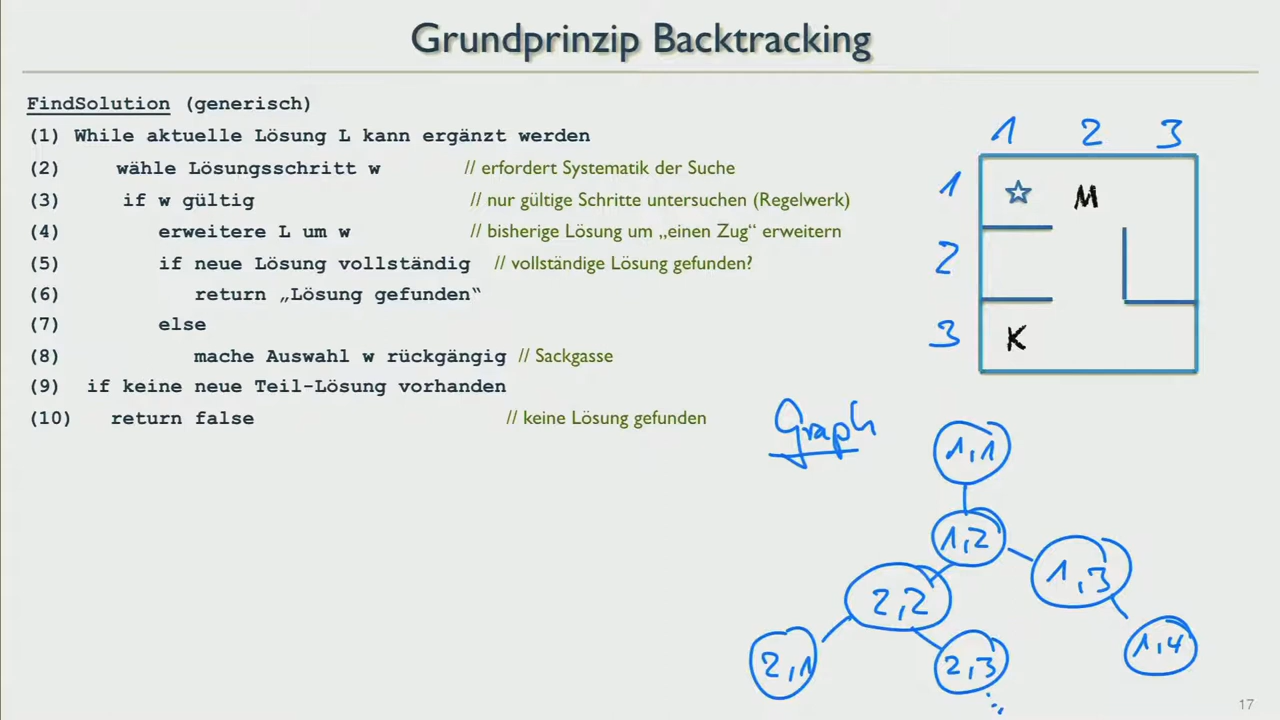 Grundprinzip Backtracking
FindSolution (generisch)
(1) While aktuelle Lösung L kann ergänzt werden
(2) wähle Lösungsschritt w // erfordert Systematik der Suche
(3) if w gültig // nur gültige Schritte untersuchen (Regelwerk)
(4) erweitere L um w // bisherige Lösung um „einen Zug“ erweitern
(5) if neue Lösung vollständig // vollständige Lösung gefunden?
(6) return „Lösung gefunden“
(7) else
(8) mache Auswahl w rückgängig // Sackgasse
(9) if keine neue Teil-Lösung vorhanden
(10) return false // keine Lösung gefunden
1 2 3
1 M
2
3 K
Graph
1,1
1,2
2,2 1,3
2,1 2,3 1,4
17